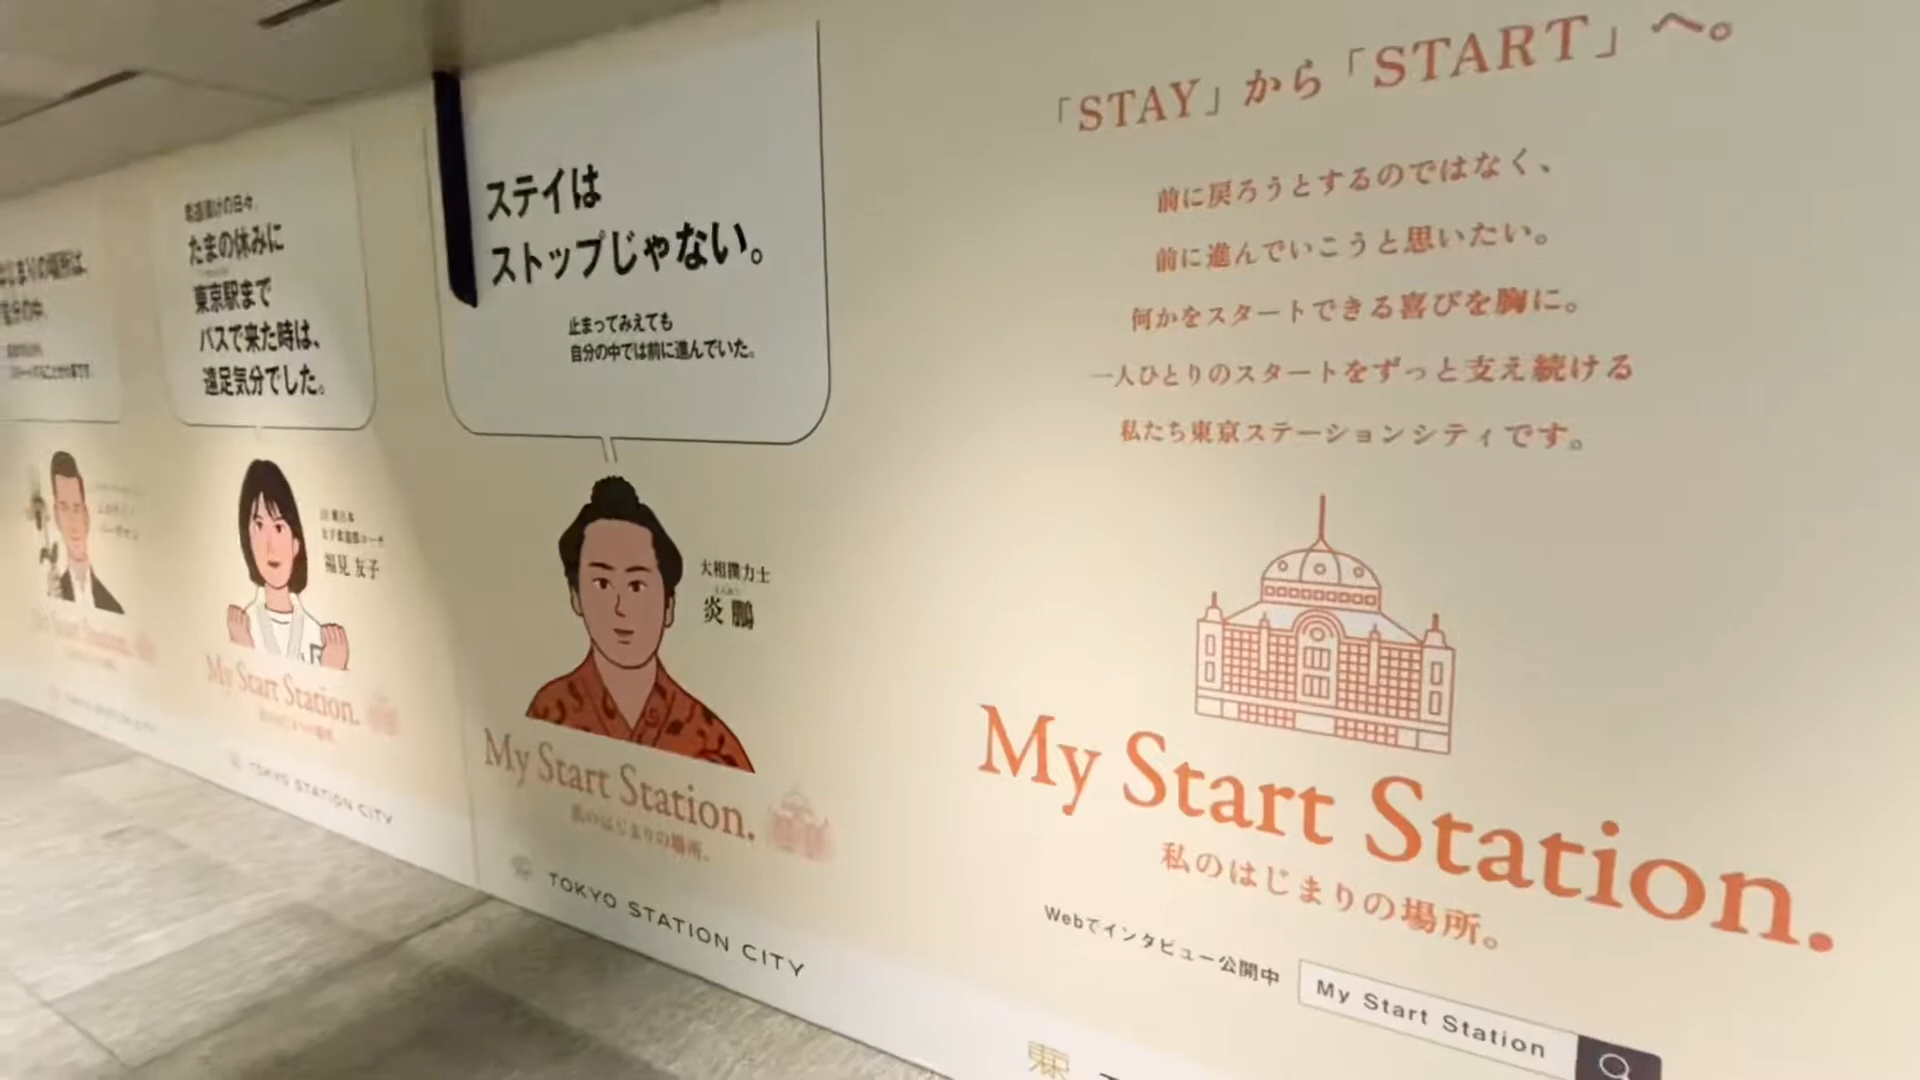 柔道漬けの日々。
たまの休みに
東京駅まで
バスで来た時は、
遠足気分でした。
福見 友子
My Start Station.
TOKYO STATION CITY
ステイは
ストップじゃない。
止まってみえても
自分の中では前に進んでいた。
大相撲力士
炎鵬
My Start Station.
私のはじまりの場所。
TOKYO STATION CITY
「STAY」から「START」へ。
前に戻ろうとするのではなく、
前に進んでいこうと思いたい。
何かをスタートできる喜びを胸に。
一人ひとりのスタートをずっと支え続ける
私たち東京ステーションシティです。
My Start Station.
私のはじまりの場所。
Webでインタビュー公開中
My Start Station